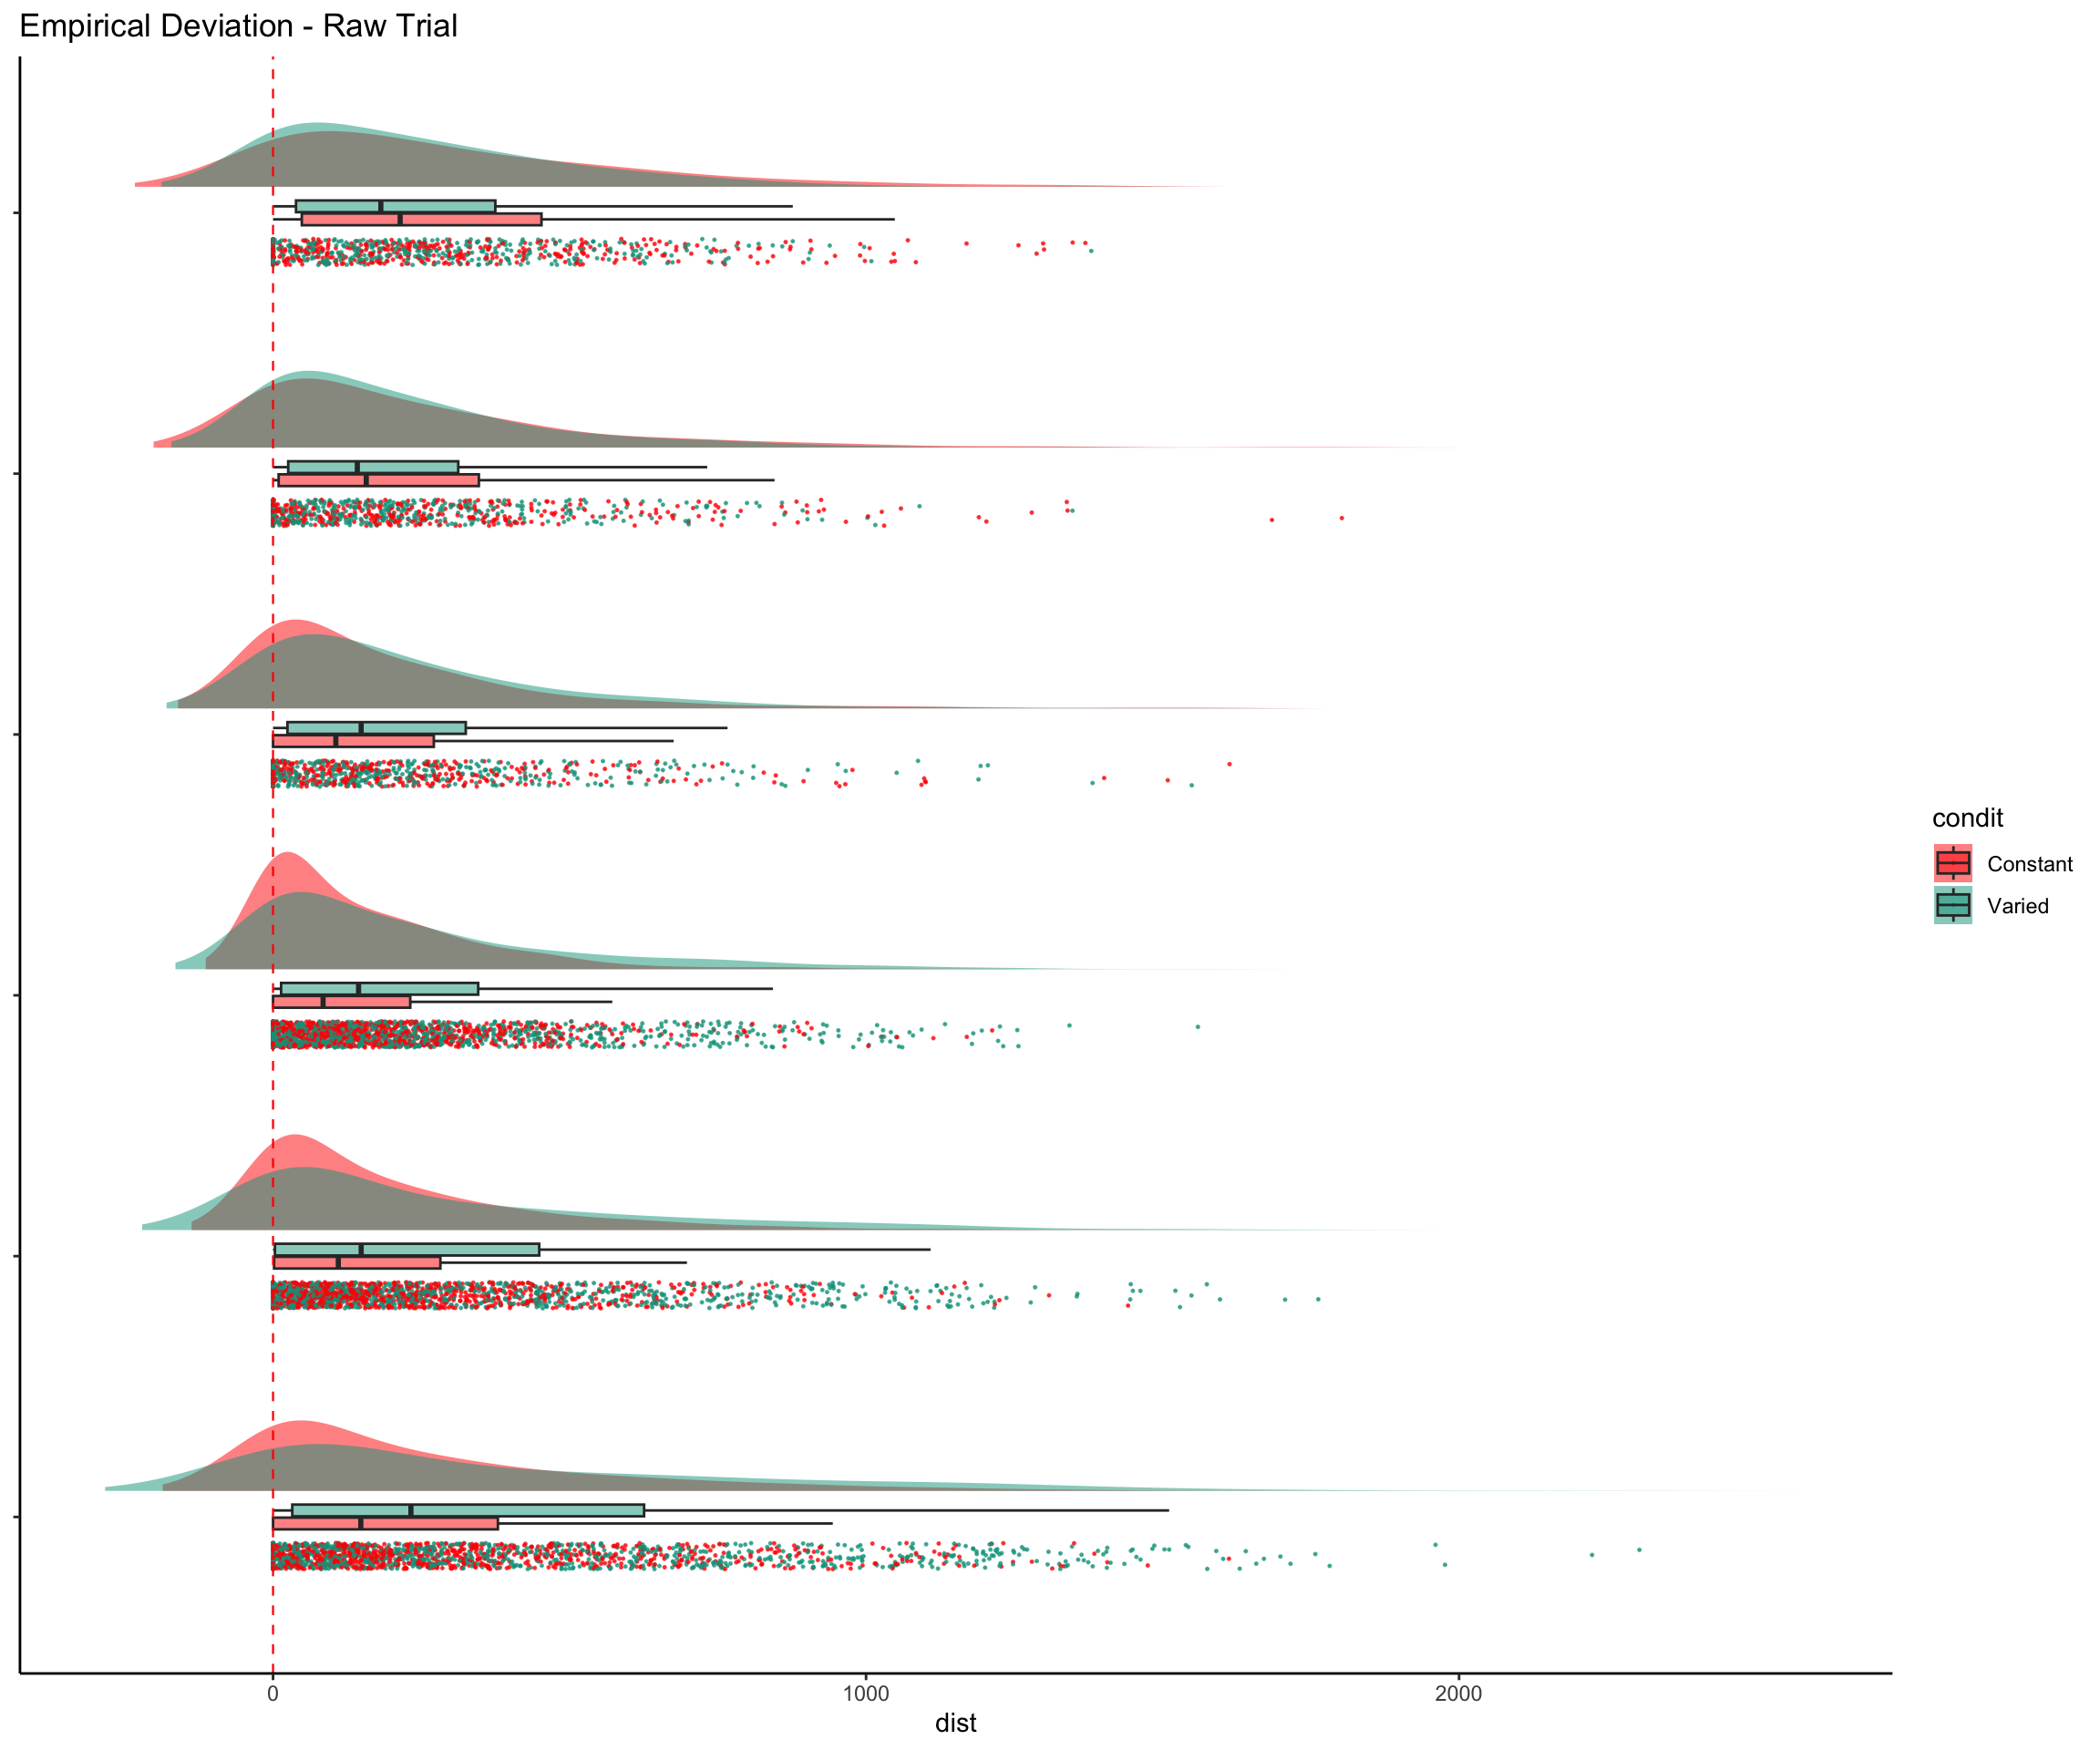 Empirical Deviation - Raw Trial
condit
Constant
Varied
0
1000
2000
dist